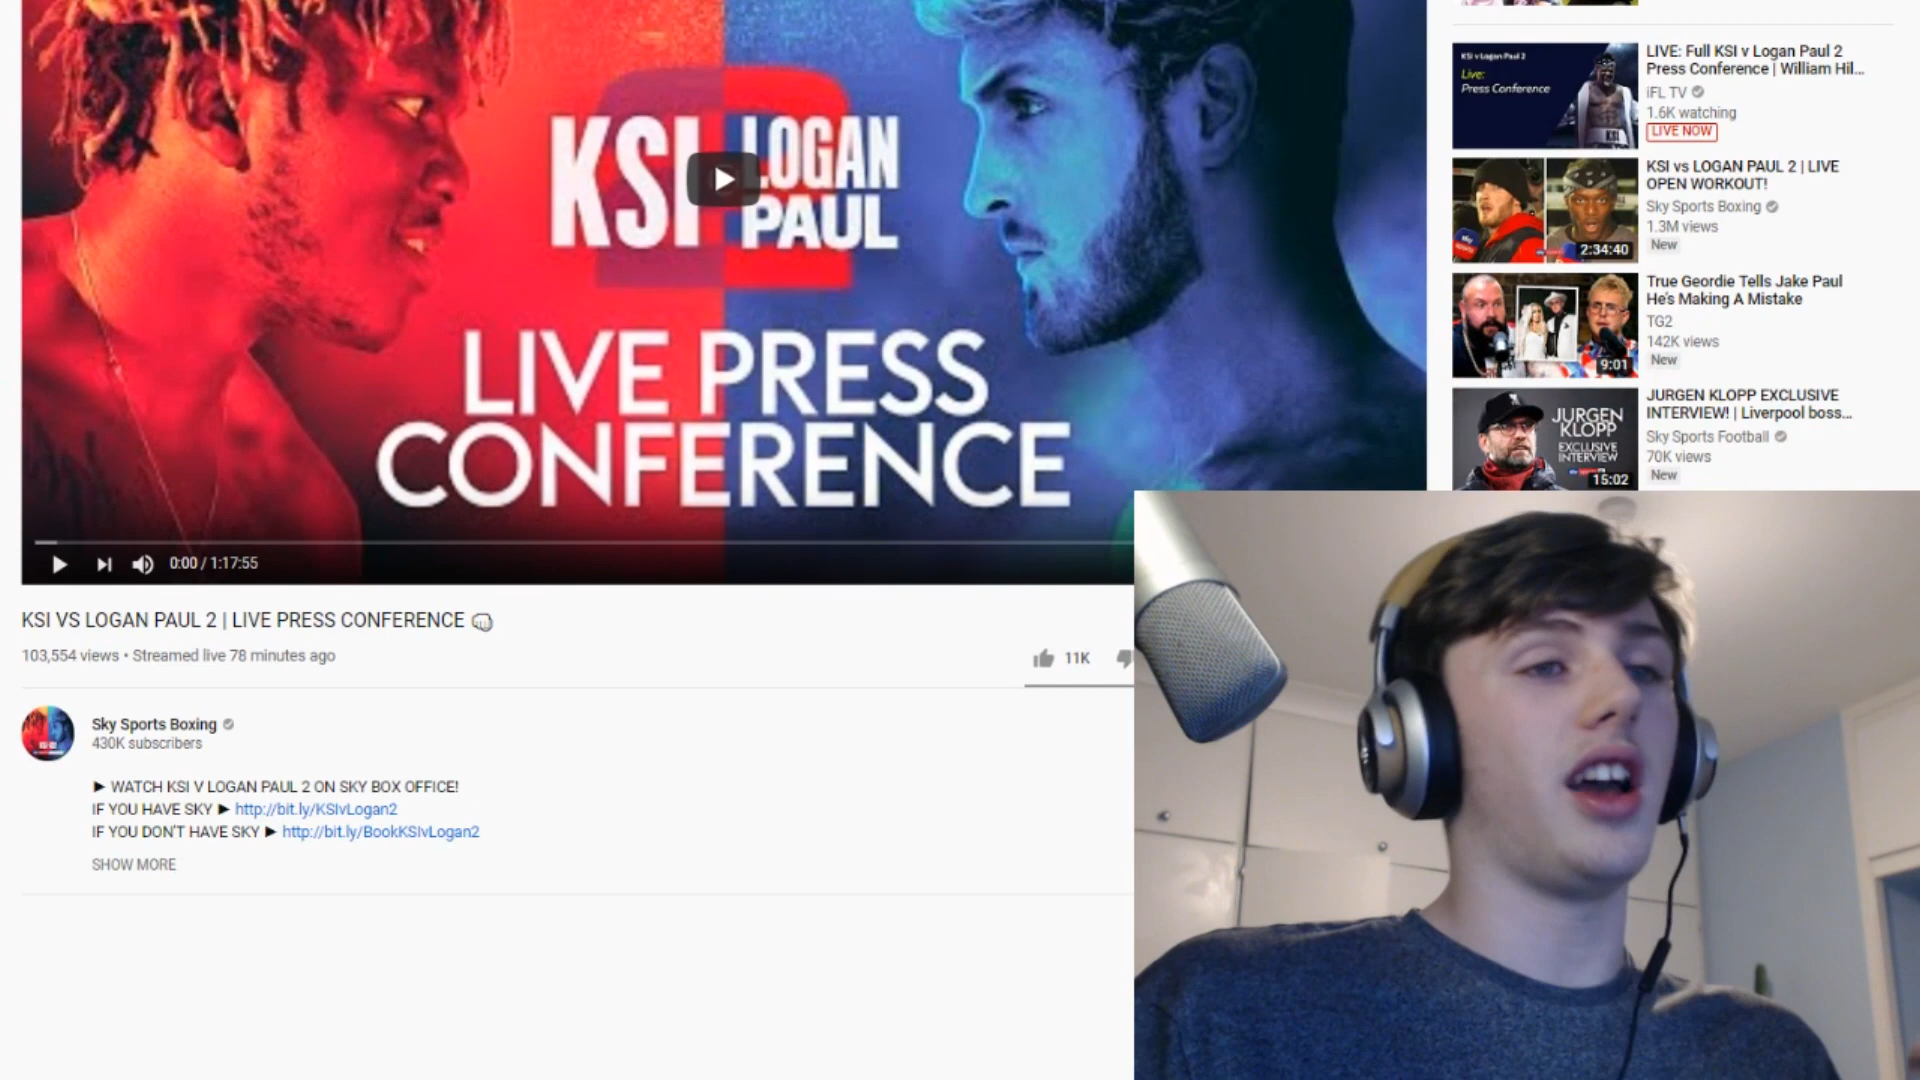 KSI LOGAN
PAUL
LIVE PRESS
CONFERENCE
0:00 / 1:17:55
KSI VS LOGAN PAUL 2 | LIVE PRESS CONFERENCE 👊
103,554 views • Streamed live 78 minutes ago
11K
Sky Sports Boxing
430K subscribers
► WATCH KSI V LOGAN PAUL 2 ON SKY BOX OFFICE!
IF YOU HAVE SKY ► http://bit.ly/KSIvLogan2
IF YOU DON'T HAVE SKY ► http://bit.ly/BookKSIvLogan2
SHOW MORE
KSI v Logan Paul 2
Live:
Press Conference
KSI
LIVE: Full KSI v Logan Paul 2
Press Conference | William Hil...
iFL TV
1.6K watching
LIVE NOW
sky
sports
2:34:40
KSI vs LOGAN PAUL 2 | LIVE
OPEN WORKOUT!
Sky Sports Boxing
1.3M views
New
9:01
True Geordie Tells Jake Paul
He's Making A Mistake
TG2
142K views
New
JURGEN
KLOPP
EXCLUSIVE
INTERVIEW
15:02
JURGEN KLOPP EXCLUSIVE
INTERVIEW! | Liverpool boss...
Sky Sports Football
70K views
New